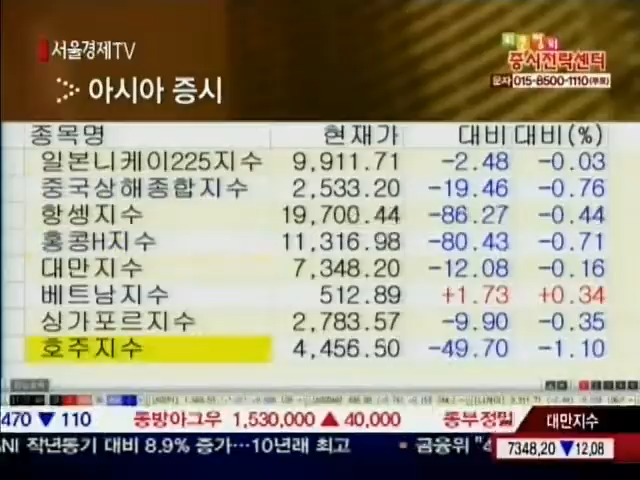 서울경제TV
아시아 증시
증시전략센터
문자 015-8500-1110(무료)
종목명 현재가 대비 대비(%)
일본니케이225지수 9,911.71 -2.48 -0.03
중국상해종합지수 2,533.20 -19.46 -0.76
항셍지수 19,700.44 -86.27 -0.44
홍콩H지수 11,316.98 -80.43 -0.71
대만지수 7,348.20 -12.08 -0.16
베트남지수 512.89 +1.73 +0.34
싱가포르지수 2,783.57 -9.90 -0.35
호주지수 4,456.50 -49.70 -1.10
470 ▼ 110 동방아그우 1,530,000 ▲ 40,000 동부정밀
대만지수
NI 작년동기 대비 8.9% 증가···10년래 최고 ▪ 금융위 "4
7348,20 ▼12,08